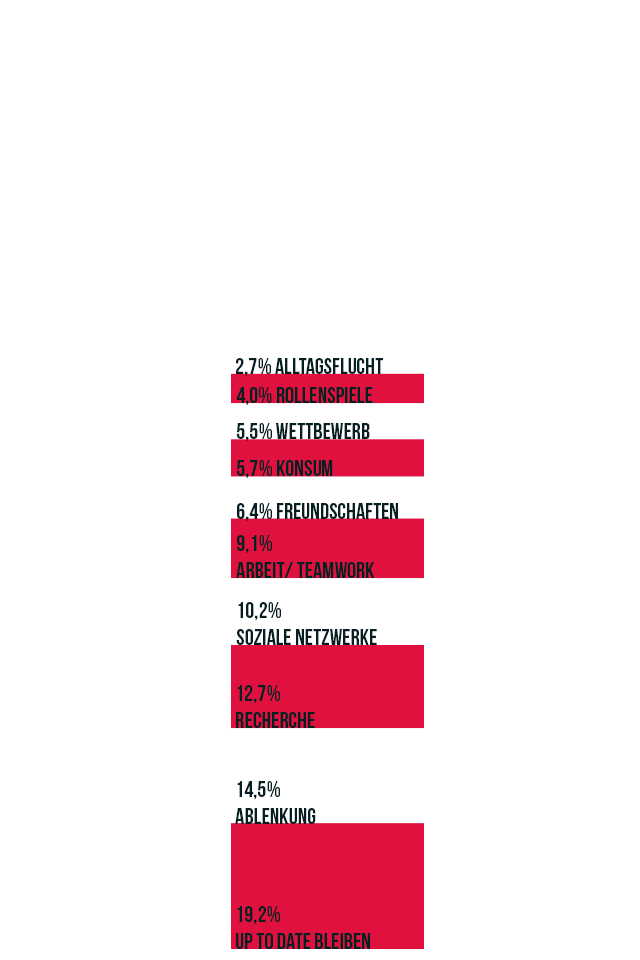 2,7% ALLTAGSFLUCHT
4,0% ROLLENSPIELE
5,5% WETTBEWERB
5,7% KONSUM
6,4% FREUNDSCHAFTEN
9,1%
ARBEIT/ TEAMWORK
10,2%
SOZIALE NETZWERKE
12,7%
RECHERCHE
14,5%
ABLENKUNG
19,2%
UP TO DATE BLEIBEN